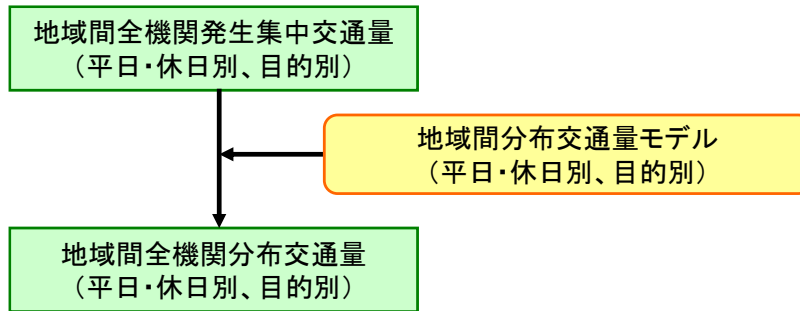 地域間全機関発生集中交通量
（平日・休日別、目的別）
地域間分布交通量モデル
（平日・休日別、目的別）
地域間全機関分布交通量
（平日・休日別、目的別）